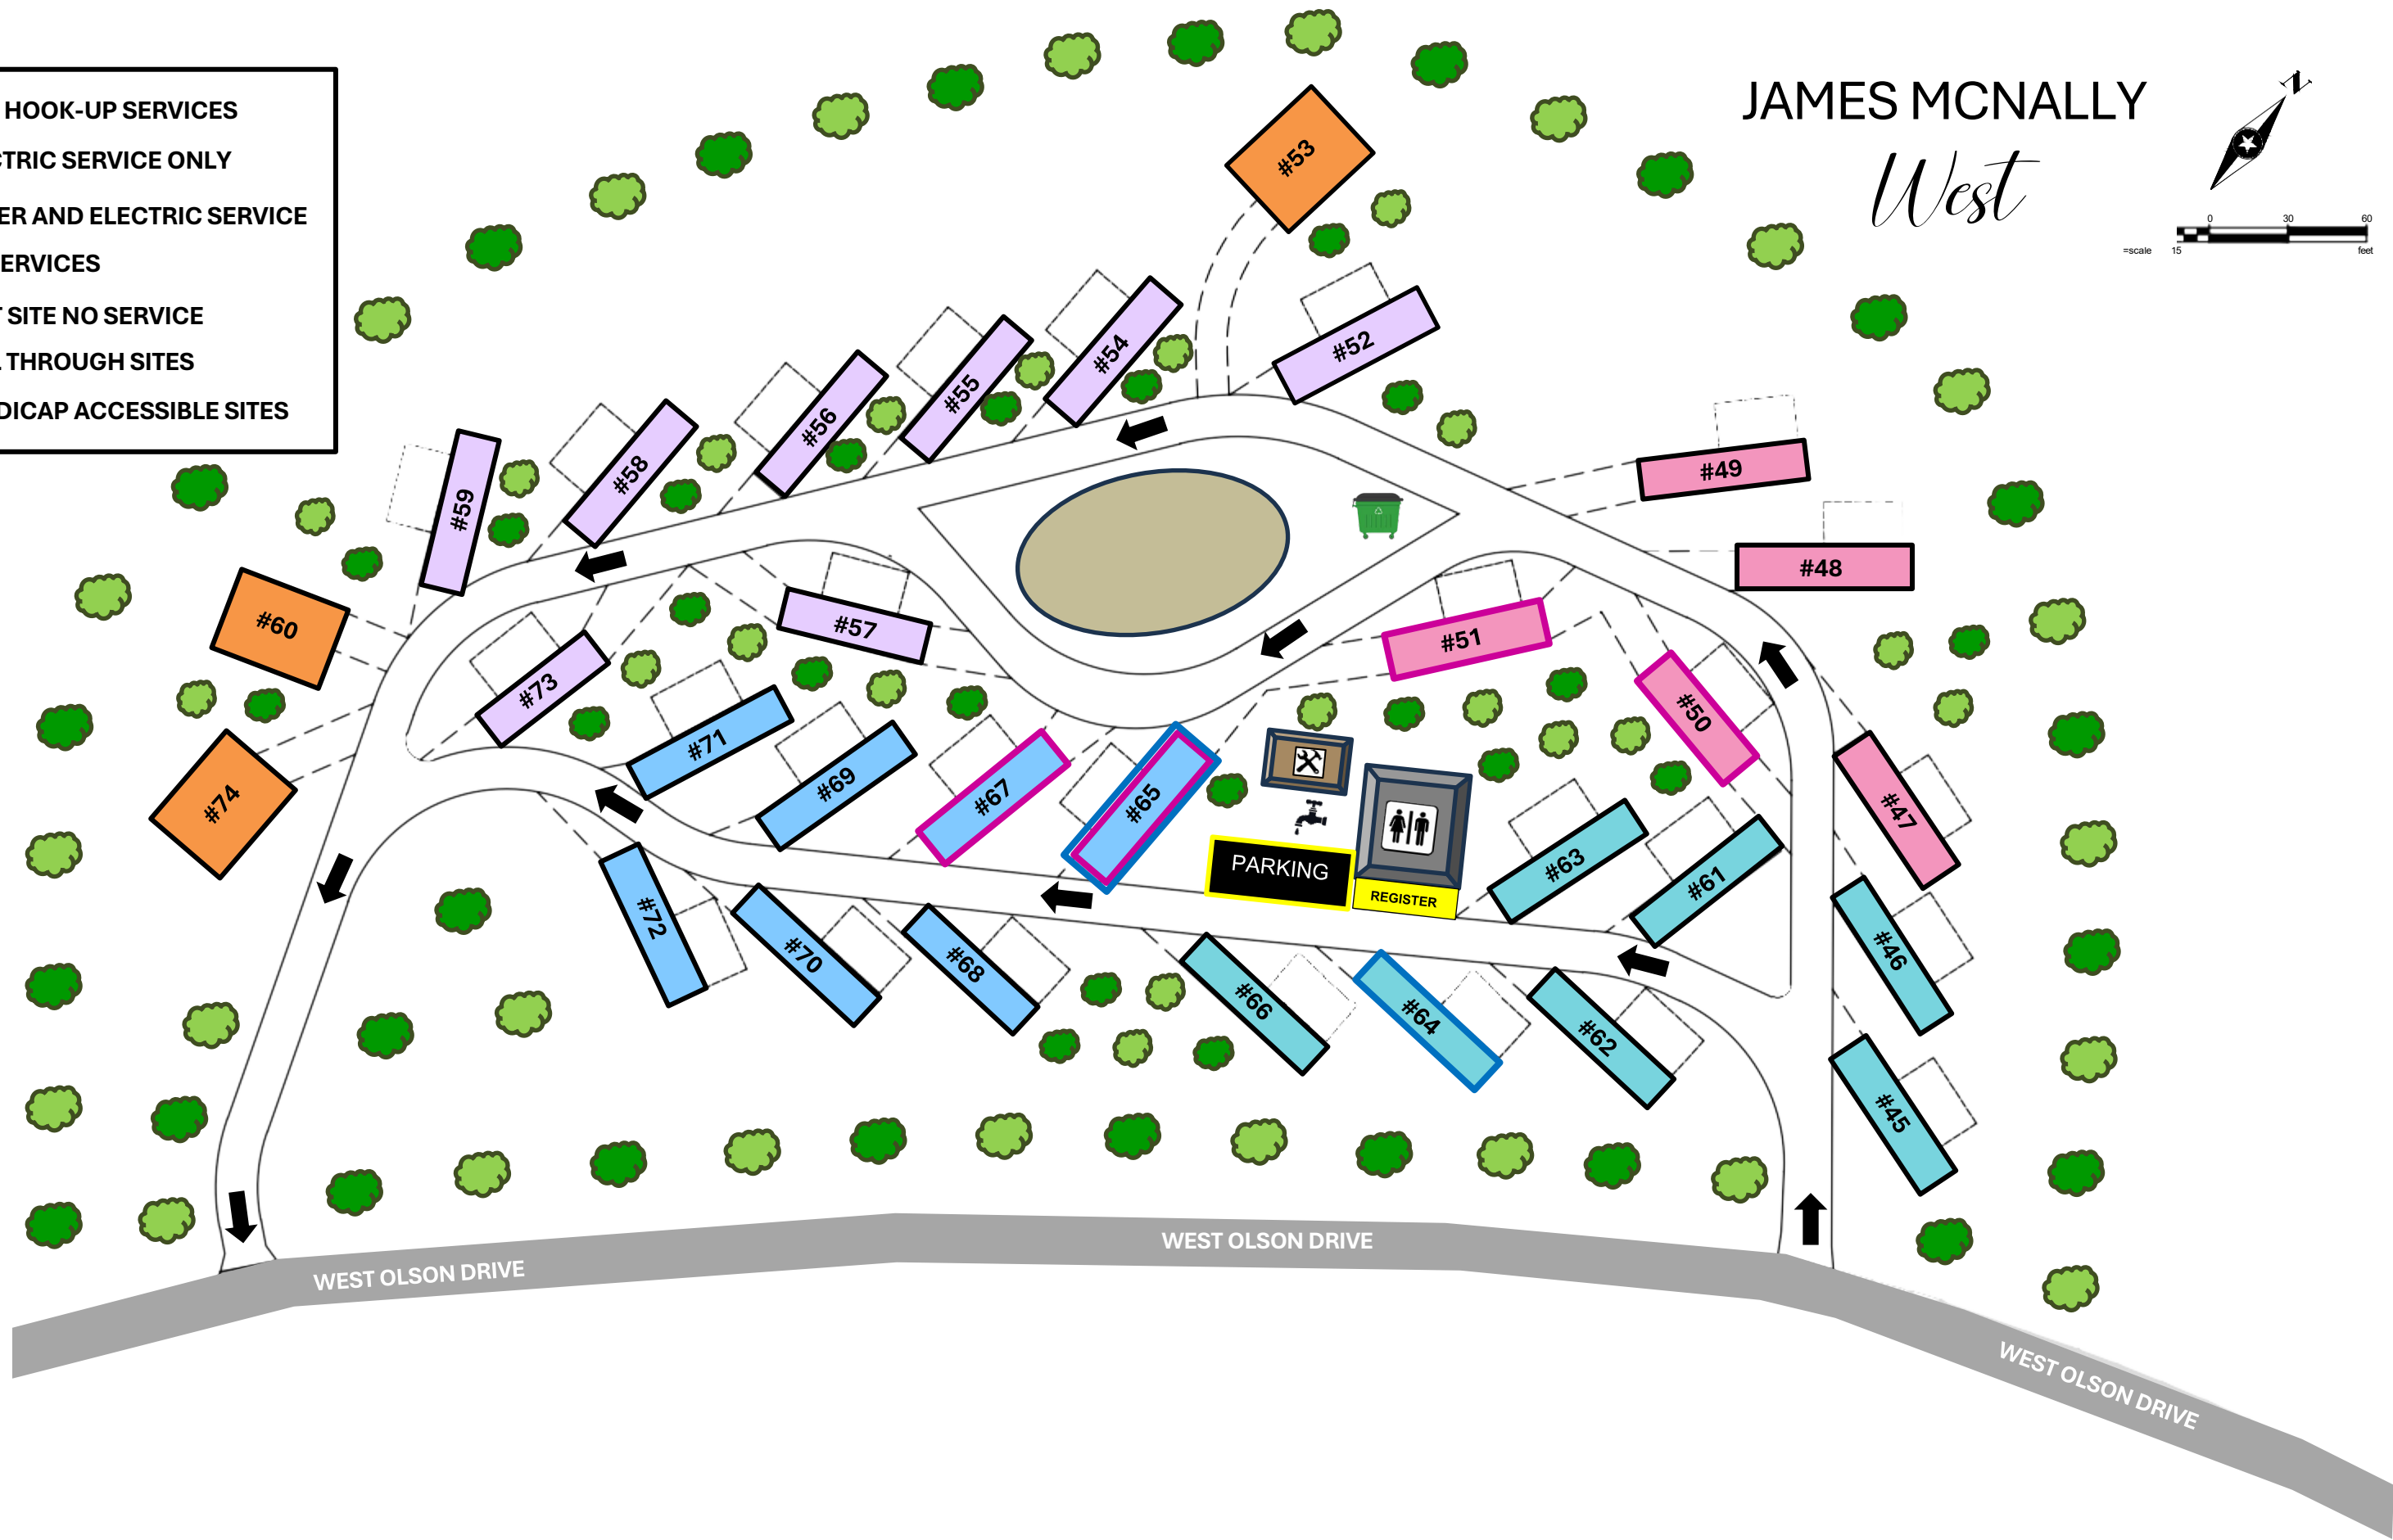 HOOK-UP SERVICES
CTRIC SERVICE ONLY
ER AND ELECTRIC SERVICE
ERVICES
T SITE NO SERVICE
THROUGH SITES
DICAP ACCESSIBLE SITES
JAMES MCNALLY
West
N
0 30 60
=scale 15 feet
#53
#52
#54
#55
#56
#58
#59
#49
#48
#60
#57
#51
#73
#50
#71
#69
#67
#65
#74
#47
#63
#61
PARKING
REGISTER
#72
#70
#68
#66
#64
#62
#46
#45
WEST OLSON DRIVE
WEST OLSON DRIVE
WEST OLSON DRIVE